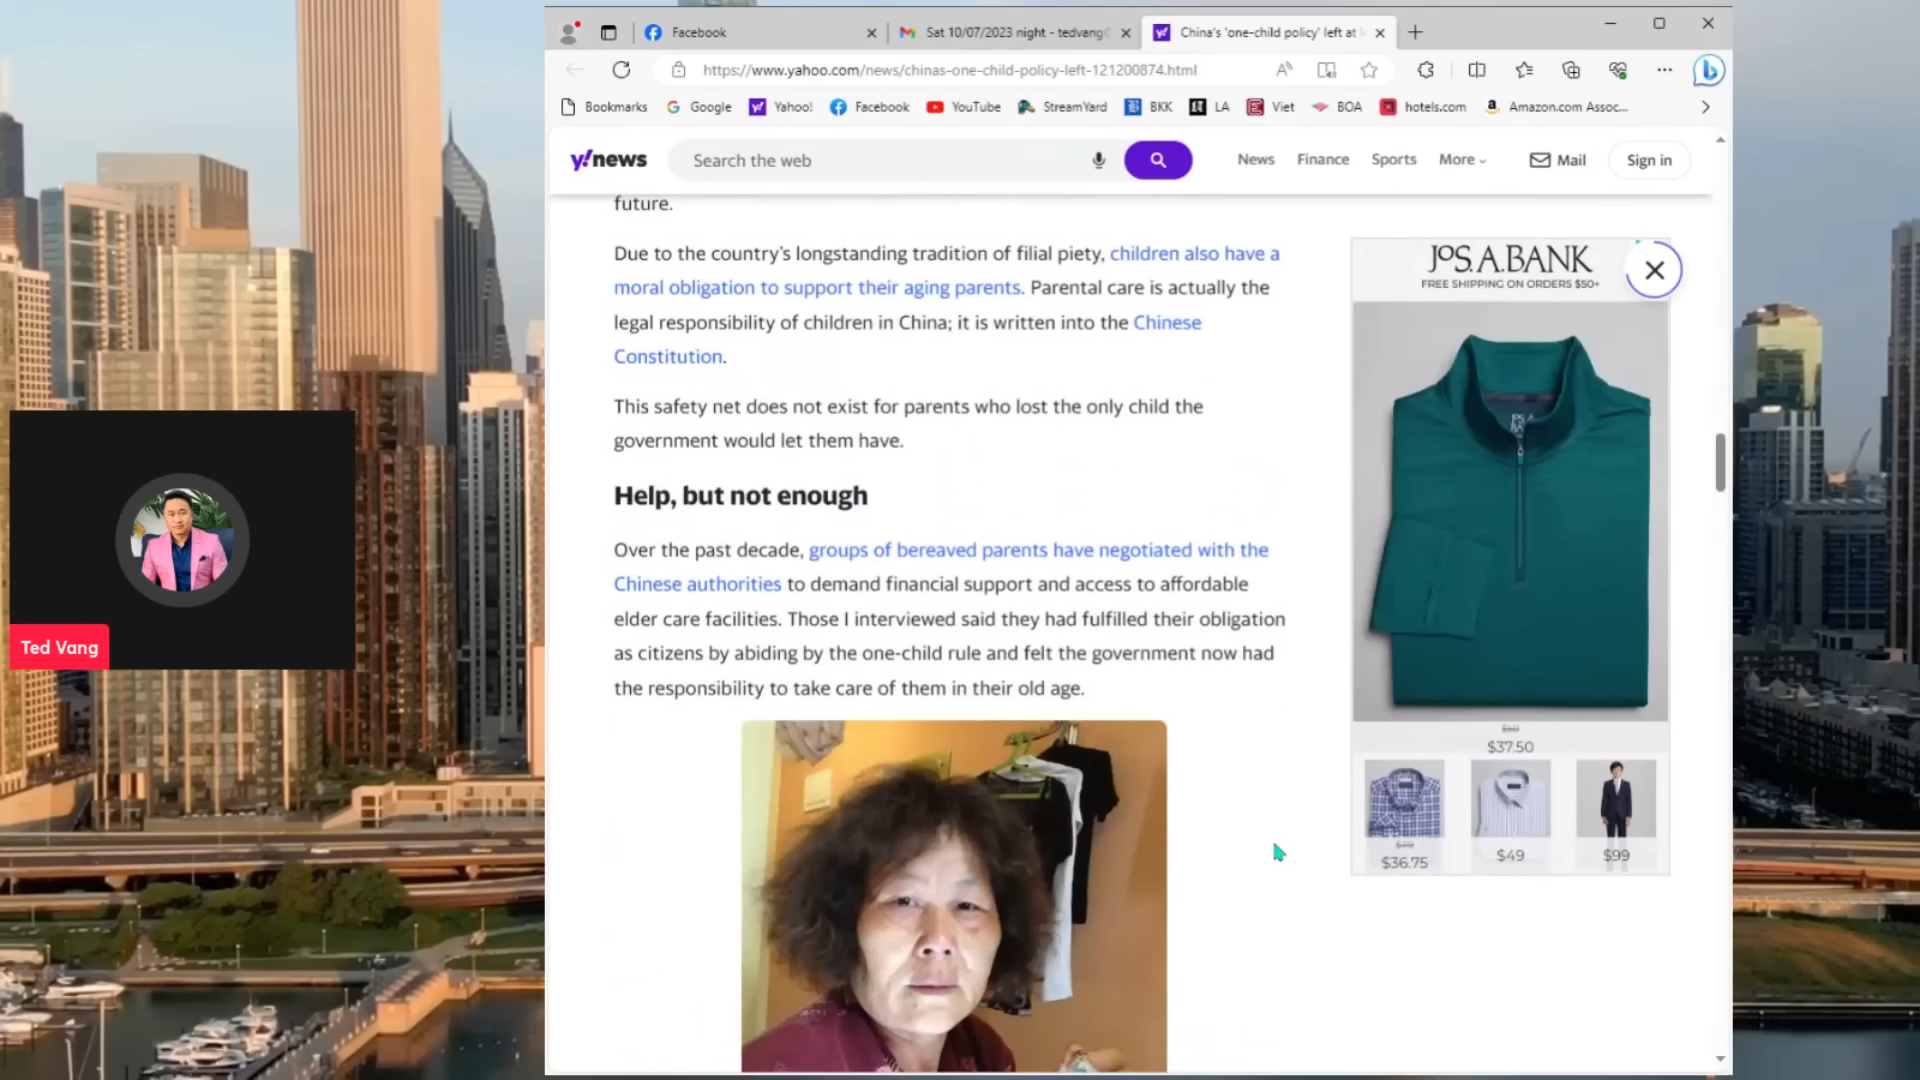 Facebook
Sat 10/07/2023 night - tedvang
China's 'one-child policy' left at
https://www.yahoo.com/news/chinas-one-child-policy-left-121200874.html
Bookmarks
Google
Yahoo!
Facebook
YouTube
StreamYard
BKK
LA
Viet
BOA
hotels.com
Amazon.com Assoc...
y!news
Search the web
News
Finance
Sports
More
Mail
Sign in
future.
Due to the country's longstanding tradition of filial piety, children also have a
moral obligation to support their aging parents. Parental care is actually the
legal responsibility of children in China; it is written into the Chinese
Constitution.
This safety net does not exist for parents who lost the only child the
government would let them have.
Help, but not enough
Over the past decade, groups of bereaved parents have negotiated with the
Chinese authorities to demand financial support and access to affordable
elder care facilities. Those I interviewed said they had fulfilled their obligation
as citizens by abiding by the one-child rule and felt the government now had
the responsibility to take care of them in their old age.
JOS. A. BANK
FREE SHIPPING ON ORDERS $50+
$37.50
$36.75
$49
$99
Ted Vang